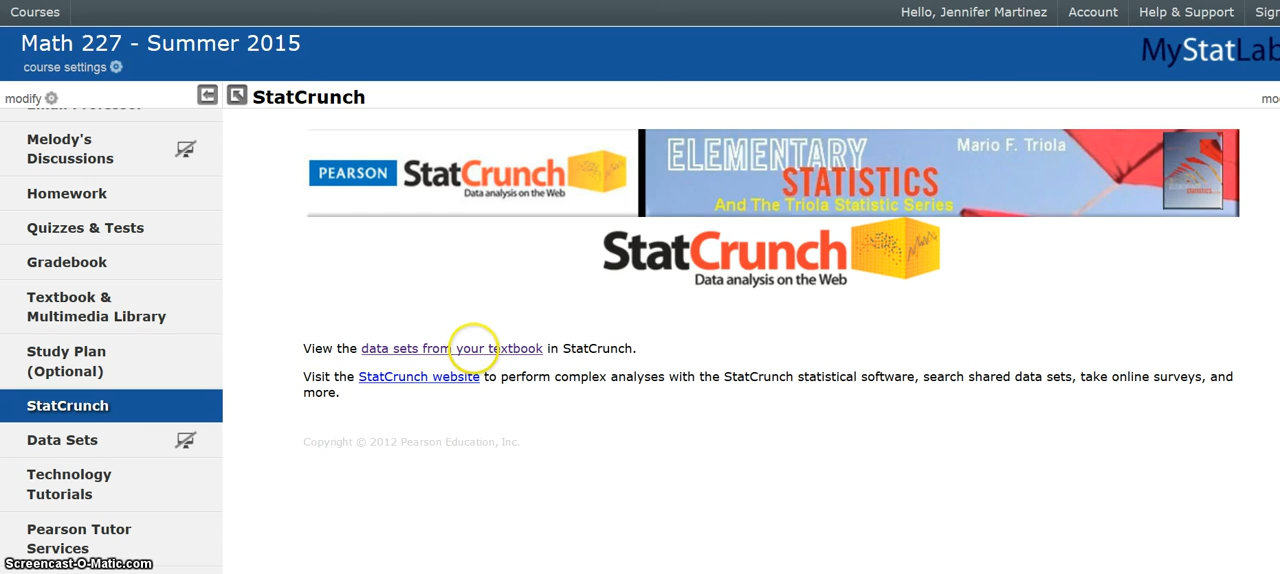 Courses
Hello, Jennifer Martinez
Account
Help & Support
Math 227 - Summer 2015
course settings
MyStatLab
modify
StatCrunch
Melody's
Discussions
Homework
Quizzes & Tests
Gradebook
Textbook &
Multimedia Library
Study Plan
(Optional)
StatCrunch
Data Sets
Technology
Tutorials
Pearson Tutor
Services
PEARSON
StatCrunch
Data analysis on the Web
ELEMENTARY
STATISTICS
Mario F. Triola
And The Triola Statistic Series
StatCrunch
Data analysis on the Web
View the data sets from your textbook in StatCrunch.
Visit the StatCrunch website to perform complex analyses with the StatCrunch statistical software, search shared data sets, take online surveys, and
more.
Copyright © 2012 Pearson Education, Inc.
Screencast-O-Matic.com